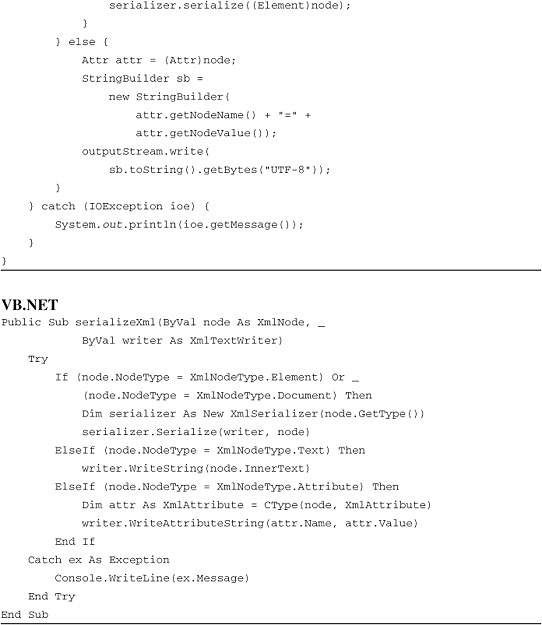 serializer.serialize((Element)node);
            }
        } else {
            Attr attr = (Attr)node;
            StringBuilder sb =
                new StringBuilder(
                    attr.getNodeName() + "=" +
                    attr.getNodeValue());
            outputStream.write(
                sb.toString().getBytes("UTF-8"));
        }
    } catch (IOException ioe) {
        System.out.println(ioe.getMessage());
    }
}
VB.NET
Public Sub serializeXml(ByVal node As XmlNode, _
            ByVal writer As XmlTextWriter)
    Try
        If (node.NodeType = XmlNodeType.Element) Or _
            (node.NodeType = XmlNodeType.Document) Then
            Dim serializer As New XmlSerializer(node.GetType())
            serializer.Serialize(writer, node)
        ElseIf (node.NodeType = XmlNodeType.Text) Then
            writer.WriteString(node.InnerText)
        ElseIf (node.NodeType = XmlNodeType.Attribute) Then
            Dim attr As XmlAttribute = CType(node, XmlAttribute)
            writer.WriteAttributeString(attr.Name, attr.Value)
        End If
    Catch ex As Exception
        Console.WriteLine(ex.Message)
    End Try
End Sub